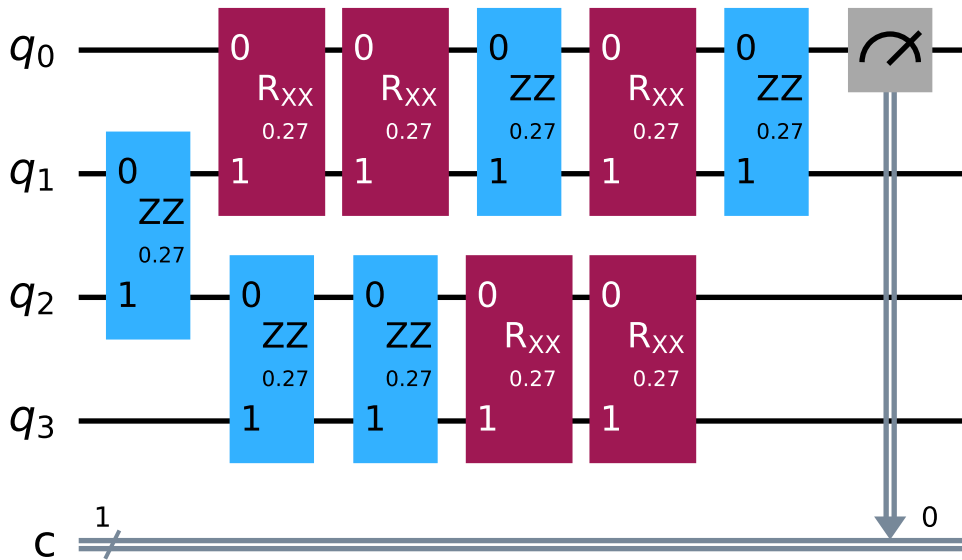 q0
0 0 0 0 0
RXX RXX ZZ RXX ZZ
0.27 0.27 0.27 0.27 0.27
q1
0 1 1 1 1 1
ZZ
0.27
q2
1 0 0 0 0
ZZ ZZ RXX RXX
0.27 0.27 0.27 0.27
q3
1 1 1 1
1 0
c